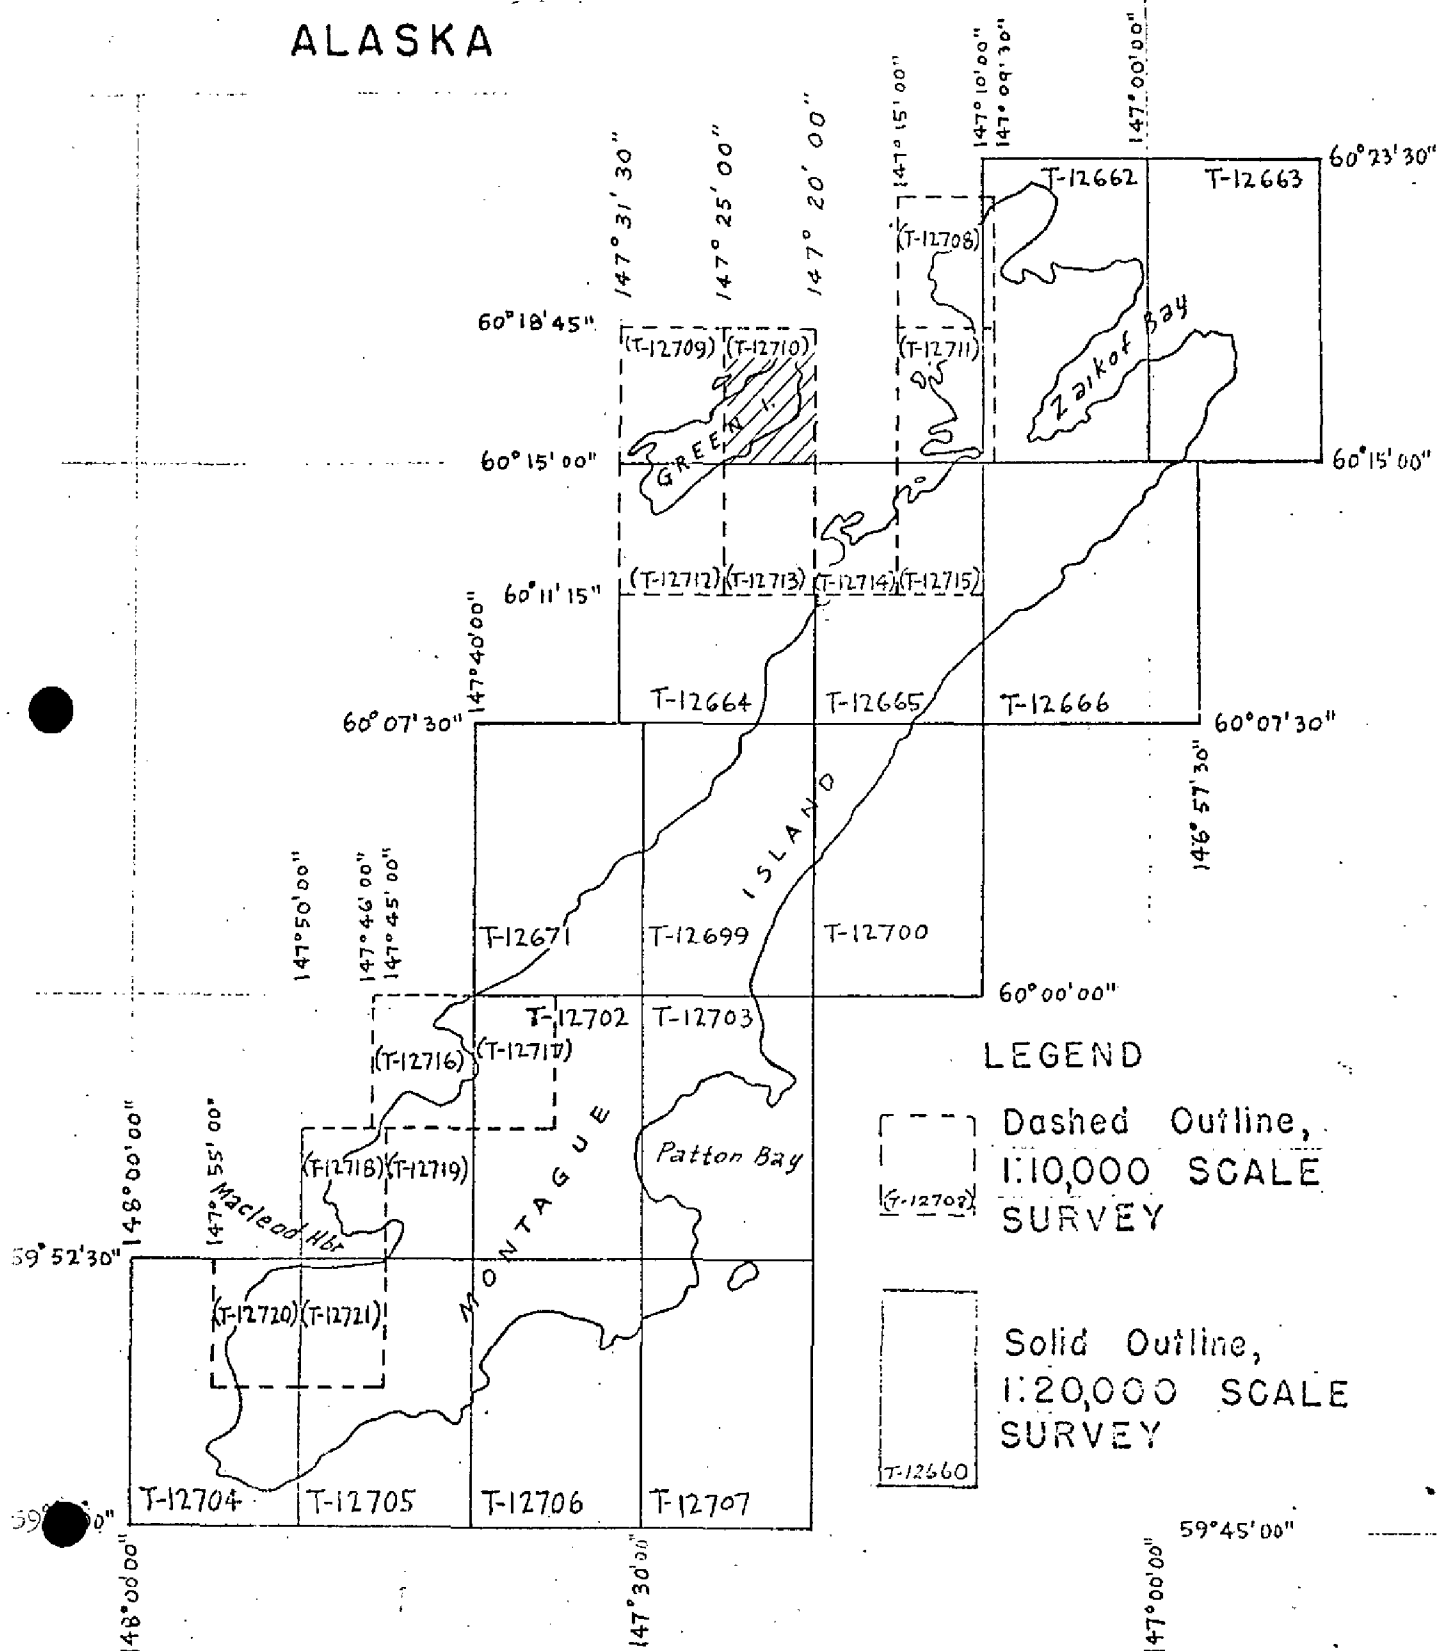 ALASKA
147°10'00"
147°09'30"
147°00'00"
147°15'00"
147°20'00"
147°25'00"
147°31'30"
60°23'30"
T-12662
T-12663
(T-12708)
60°18'45"
(T-12709)
(T-12710)
(T-12711)
Zaikof Bay
GREEN I.
60°15'00"
60°15'00"
(T-12712)
(T-12713)
(T-12714)
(T-12715)
60°11'15"
147°40'00"
T-12664
T-12665
T-12666
60°07'30"
60°07'30"
146°57'30"
ISLAND
147°50'00"
147°46'00"
147°45'00"
T-12671
T-12699
T-12700
60°00'00"
T-12702
T-12703
(T-12716)
(T-12717)
LEGEND
Dashed Outline,
1:10,000 SCALE
SURVEY
(T-12708)
148°00'00"
147°55'00"
(T-12718)
(T-12719)
Patton Bay
MONTAGUE
Macleod Hbr
59°52'30"
(T-12720)
(T-12721)
Solid Outline,
1:20,000 SCALE
SURVEY
T-12660
T-12704
T-12705
T-12706
T-12707
59°45'00"
148°00'00"
147°30'00"
147°00'00"